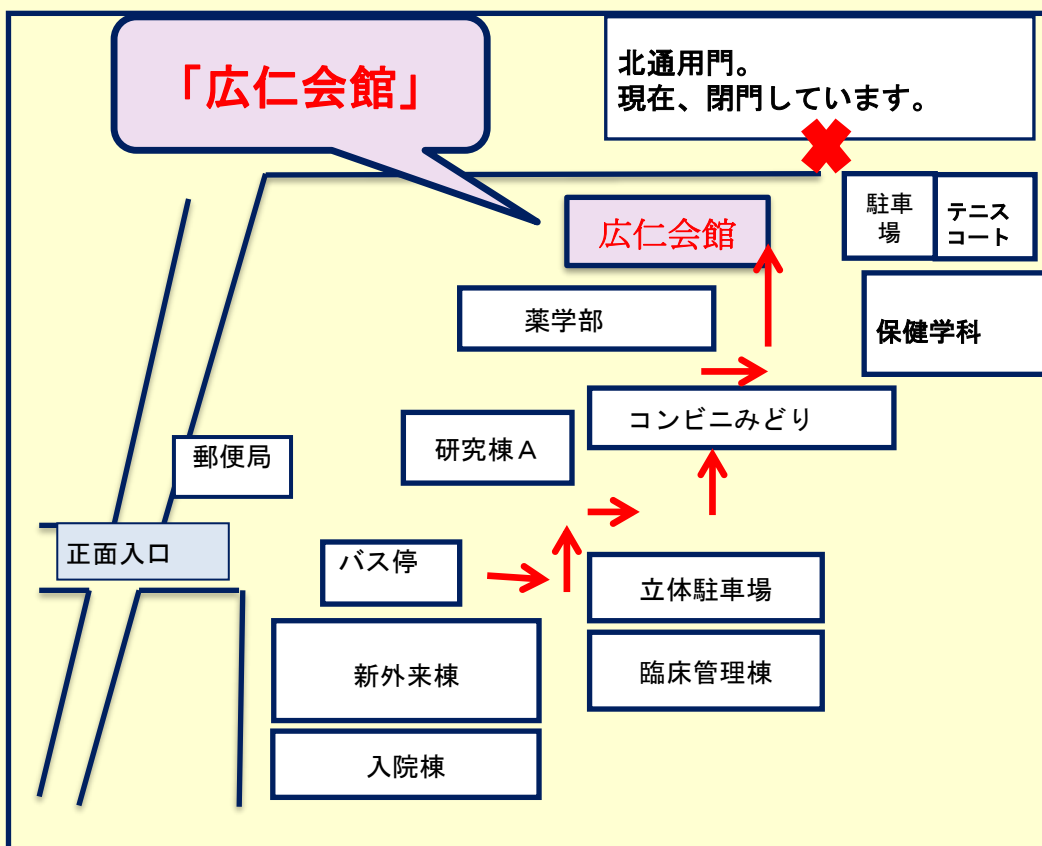 「広仁会館」
北通用門。
現在、閉門しています。
広仁会館
駐車
場
テニス
コート
薬学部
保健学科
コンビニみどり
研究棟A
郵便局
正面入口
バス停
立体駐車場
新外来棟
臨床管理棟
入院棟